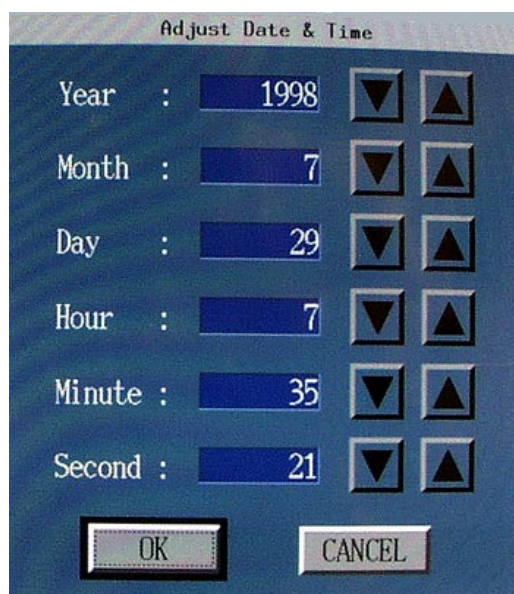 Adjust Date & Time
Year : 1998
Month : 7
Day : 29
Hour : 7
Minute : 35
Second : 21
OK CANCEL